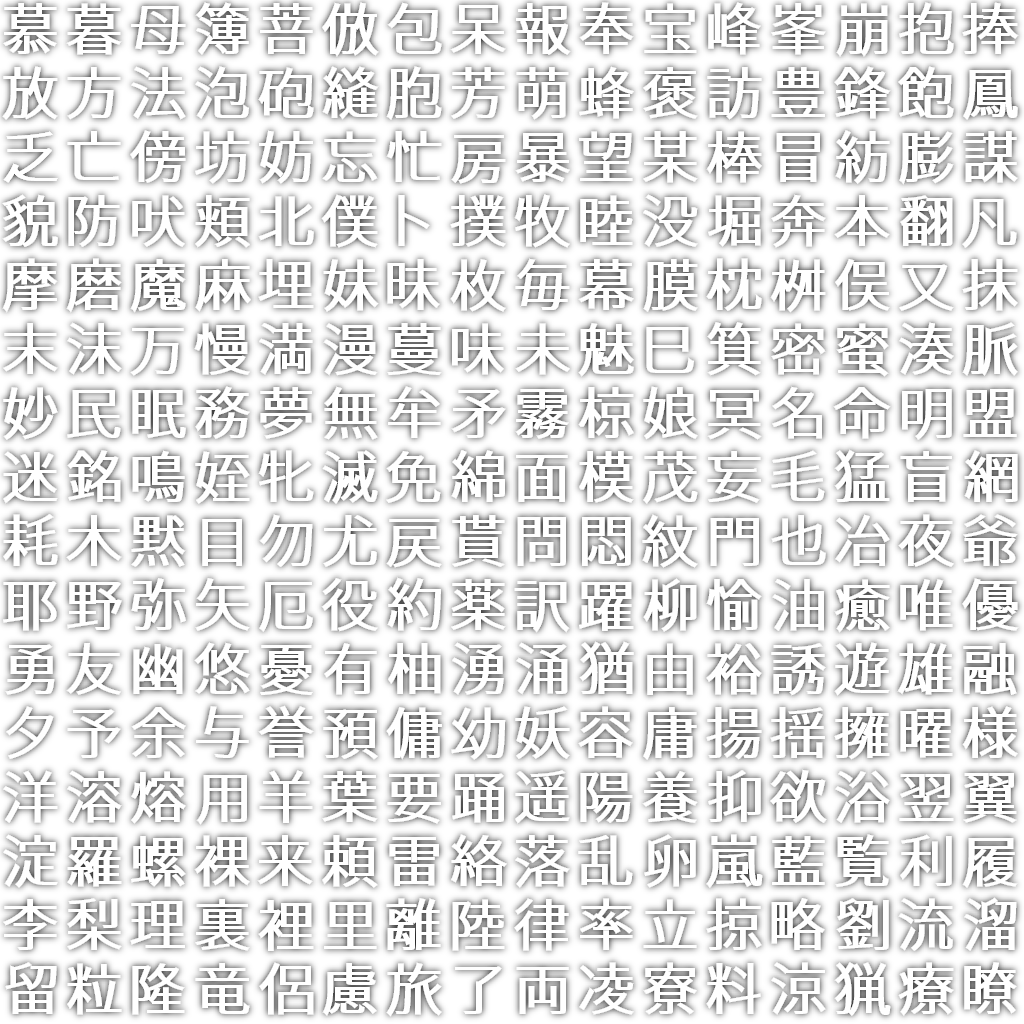 慕暮母簿菩倣包呆報奉宝峰峯崩抱捧
放方法泡砲縫胞芳萌蜂褒訪豊鋒飽鳳
乏亡傍坊妨忘忙房暴望某棒冒紡膨謀
貌防吠頬北僕卜撲牧睦没堀奔本翻凡
摩磨魔麻埋妹昧枚毎幕膜枕桝俣又抹
末沫万慢満漫蔓味未魅巳箕密蜜湊脈
妙民眠務夢無牟矛霧椋娘冥名命明盟
迷銘鳴姪牝滅免綿面模茂妄毛猛盲網
耗木黙目勿尤戻貰問悶紋門也冶夜爺
耶野弥矢厄役約薬訳躍柳愉油癒唯優
勇友幽悠憂有柚湧涌猶由裕誘遊雄融
夕予余与誉預傭幼妖容庸揚揺擁曜様
洋溶熔用羊葉要踊遥陽養抑欲浴翌翼
淀羅螺裸来頼雷絡落乱卵嵐藍覧利履
李梨理裏裡里離陸律率立掠略劉流溜
留粒隆竜侶慮旅了両凌寮料涼猟療瞭